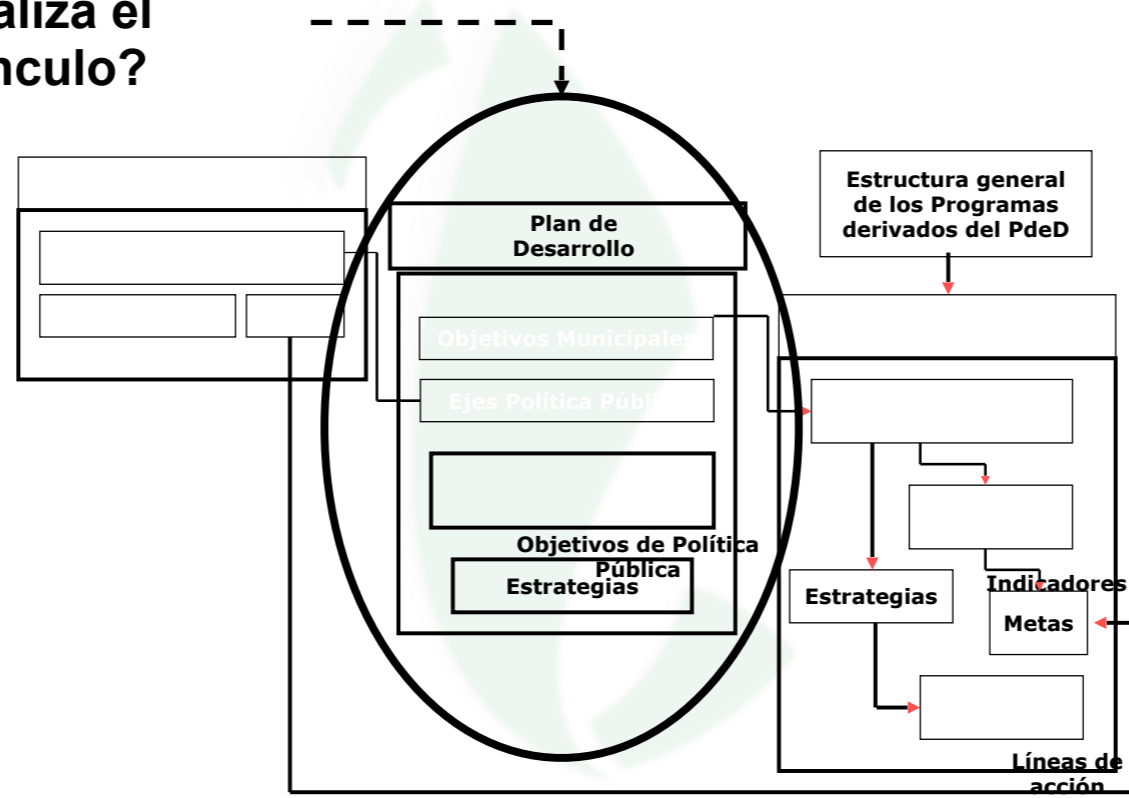 aliza el
nculo?
Plan de
Desarrollo
Objetivos Municipales
Ejes Política Públi
Objetivos de Política
Pública
Estrategias
Estructura general
de los Programas
derivados del PdeD
Estrategias
Indicadores
Metas
Líneas de
acción